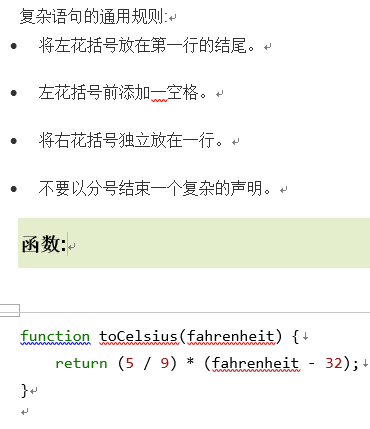 复杂语句的通用规则:
• 将左花括号放在第一行的结尾。
• 左花括号前添加一空格。
• 将右花括号独立放在一行。
• 不要以分号结束一个复杂的声明。
函数:
function toCelsius(fahrenheit) {
    return (5 / 9) * (fahrenheit - 32);
}